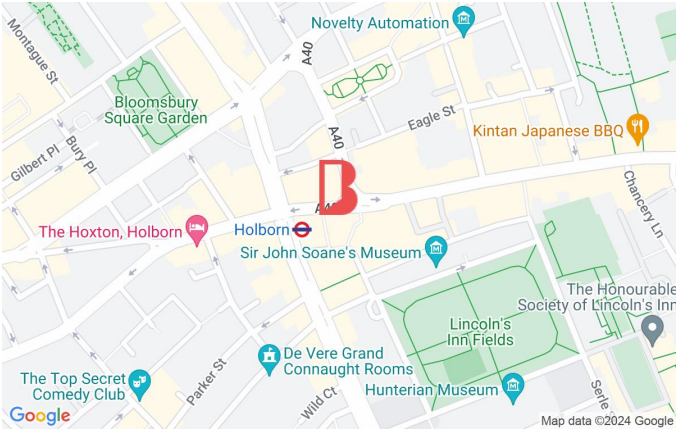 Montague St
Novelty Automation
A40
Bloomsbury
Square Garden
Eagle St
A40
Kintan Japanese BBQ
Gilbert Pl
Bury Pl
B
Chancery Ln
The Hoxton, Holborn
Holborn
Sir John Soane's Museum
The Honourable
Society of Lincoln's Inn
Lincoln's
Inn Fields
De Vere Grand
Connaught Rooms
Parker St
The Top Secret
Comedy Club
Hunterian Museum
Wild Ct
Serle
Google
Map data ©2024 Google